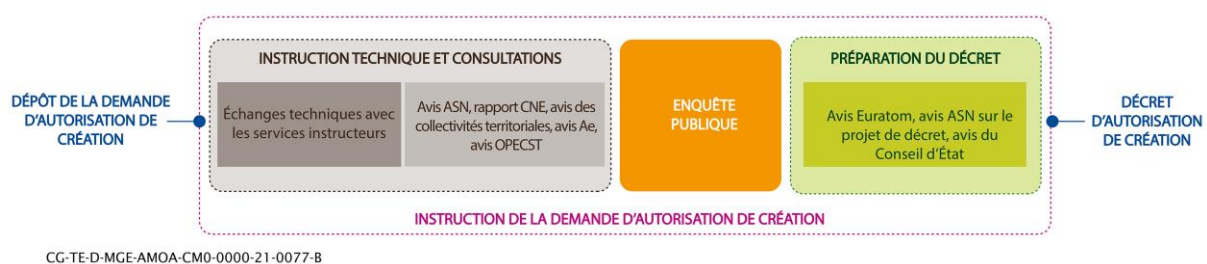 DÉPÔT DE LA DEMANDE
D'AUTORISATION DE
CRÉATION
INSTRUCTION TECHNIQUE ET CONSULTATIONS
Échanges techniques avec
les services instructeurs
Avis ASN, rapport CNE, avis des
collectivités territoriales, avis Ae,
avis OPECST
ENQUÊTE
PUBLIQUE
PRÉPARATION DU DÉCRET
Avis Euratom, avis ASN sur le
projet de décret, avis du
Conseil d'État
DÉCRET
D'AUTORISATION
DE CRÉATION
INSTRUCTION DE LA DEMANDE D'AUTORISATION DE CRÉATION
CG-TE-D-MGE-AMOA-CM0-0000-21-0077-B